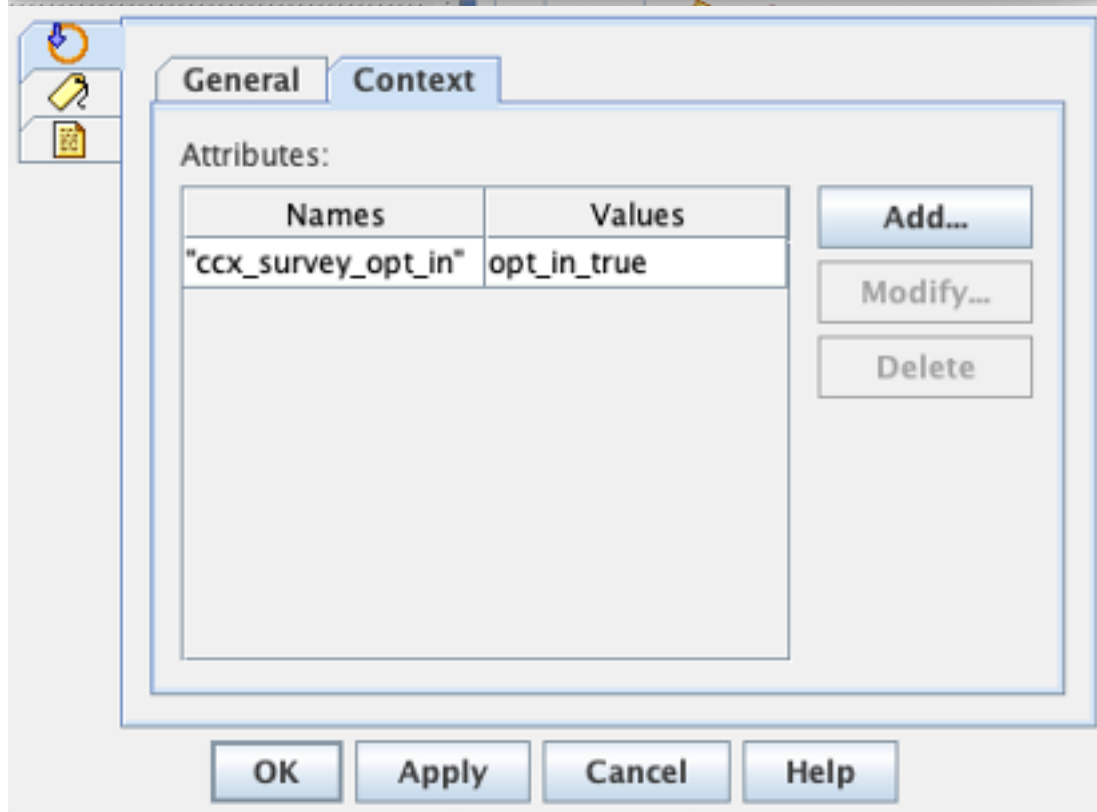 General Context
Attributes:
Names Values Add...
"ccx_survey_opt_in" opt_in_true
Modify...
Delete
OK Apply Cancel Help